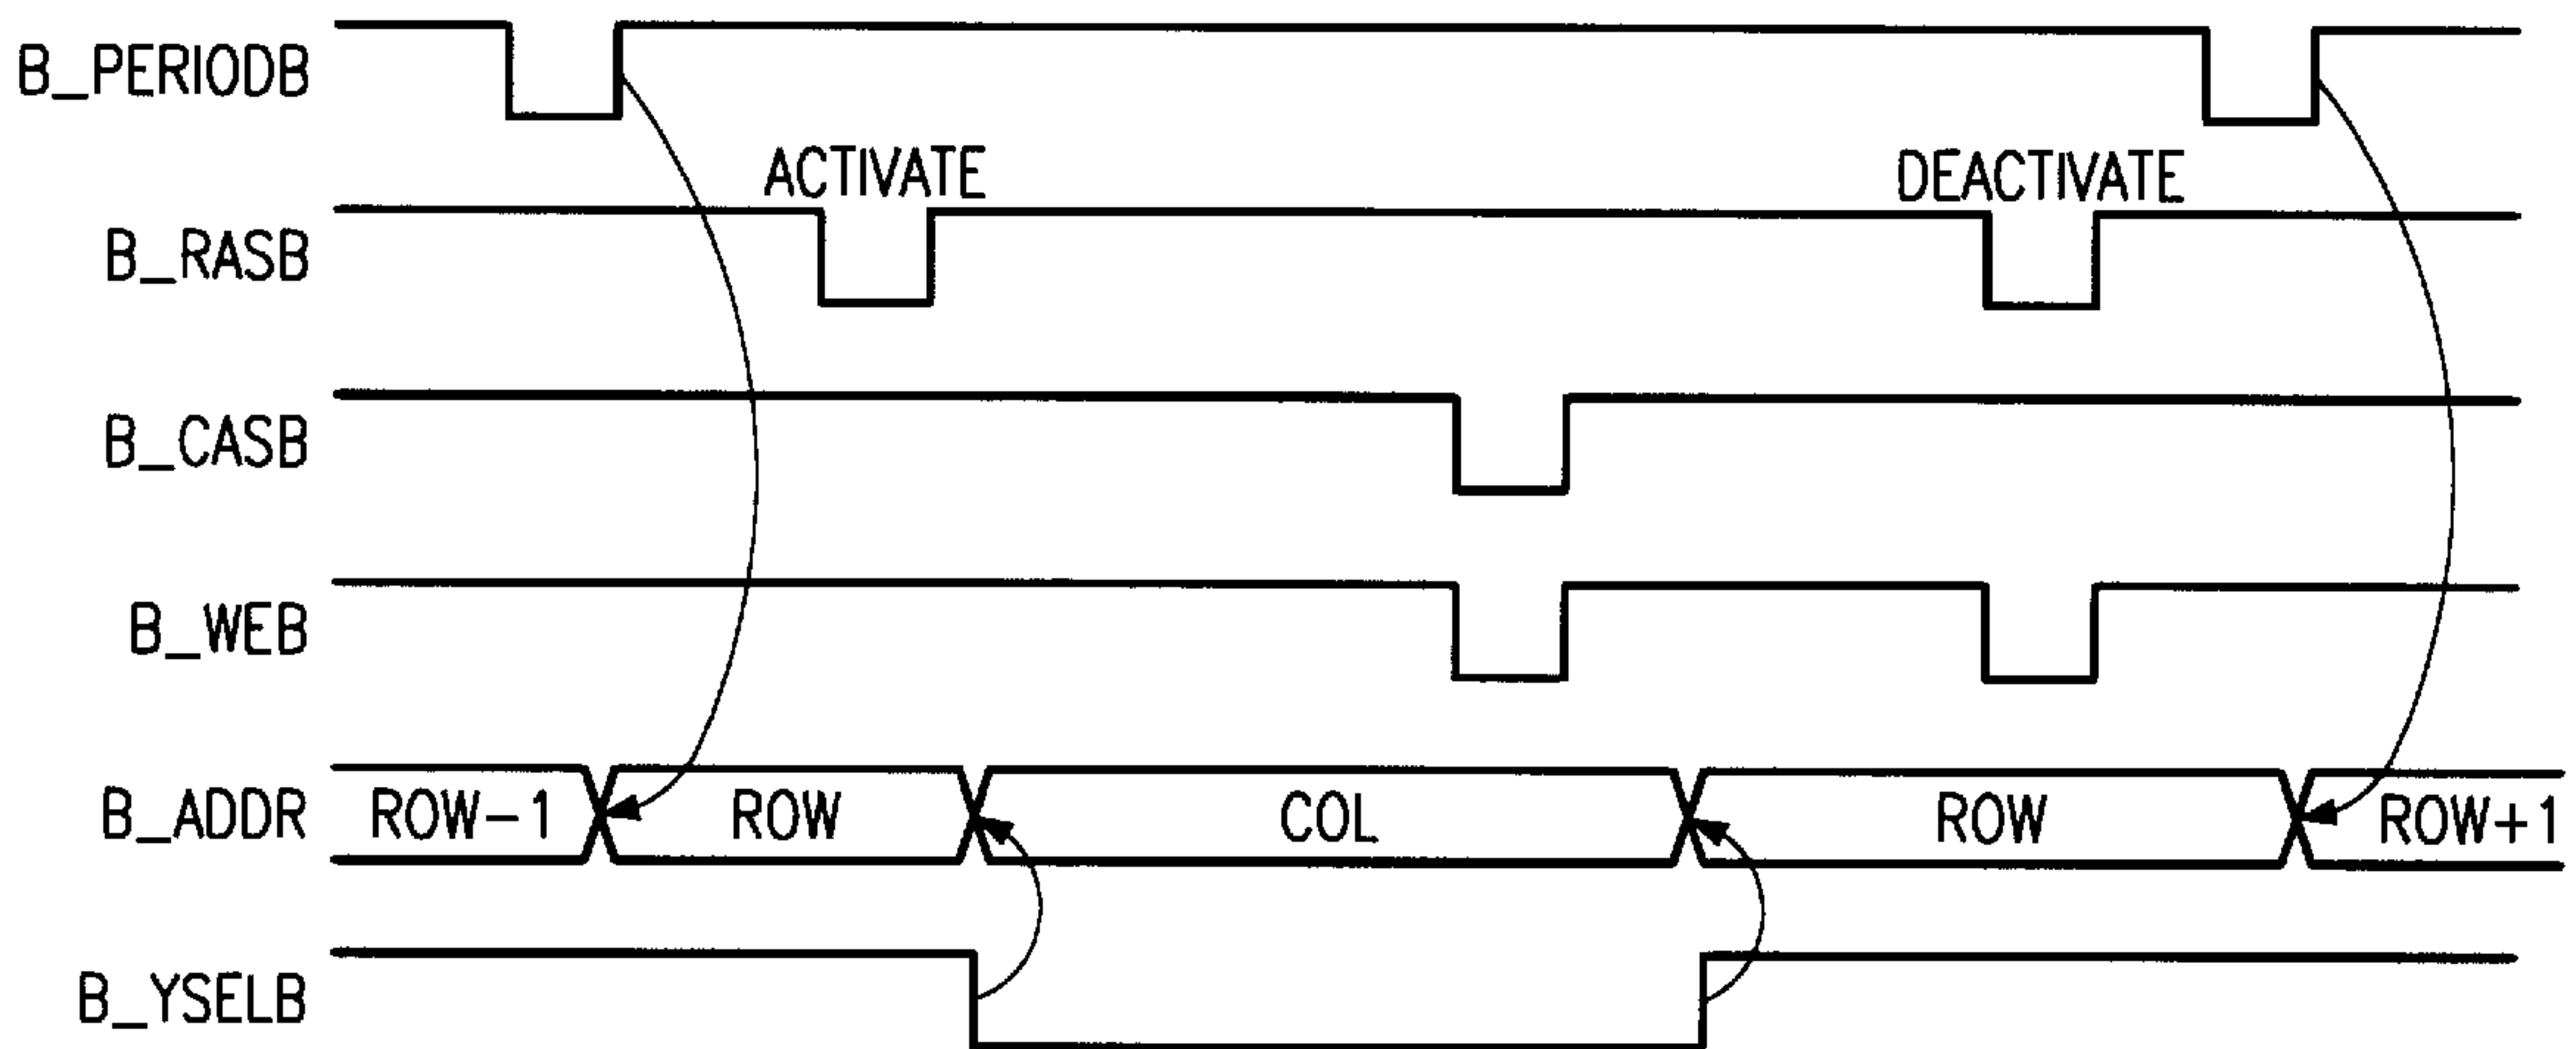 B_PERIODB
ACTIVATE
DEACTIVATE
B_RASB
B_CASB
B_WEB
B_ADDR ROW-1 ROW COL ROW ROW+1
B_YSELB